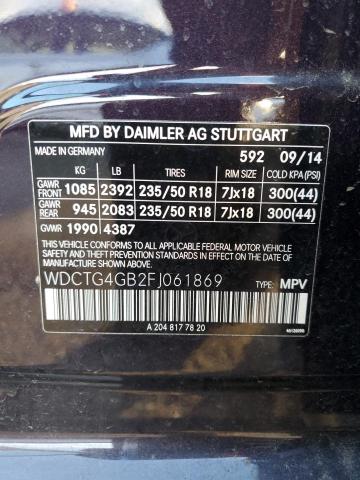 MFD BY DAIMLER AG STUTTGART
MADE IN GERMANY 592 09/14
KG LB TIRES RIM SIZE COLD KPA (PSI)
GAWR FRONT 1085 2392 235/50 R18 7Jx18 300(44)
GAWR REAR 945 2083 235/50 R18 7Jx18 300(44)
GVWR 1990 4387
THIS VEHICLE CONFORMS TO ALL APPLICABLE U.S. FEDERAL MOTOR VEHICLE SAFETY AND THEFT PREVENTION STANDARDS IN EFFECT ON THE DATE OF MANUFACTURE SHOWN ABOVE.
WDCTG4GB2FJ061869 TYPE: MPV
A 204 817 78 20